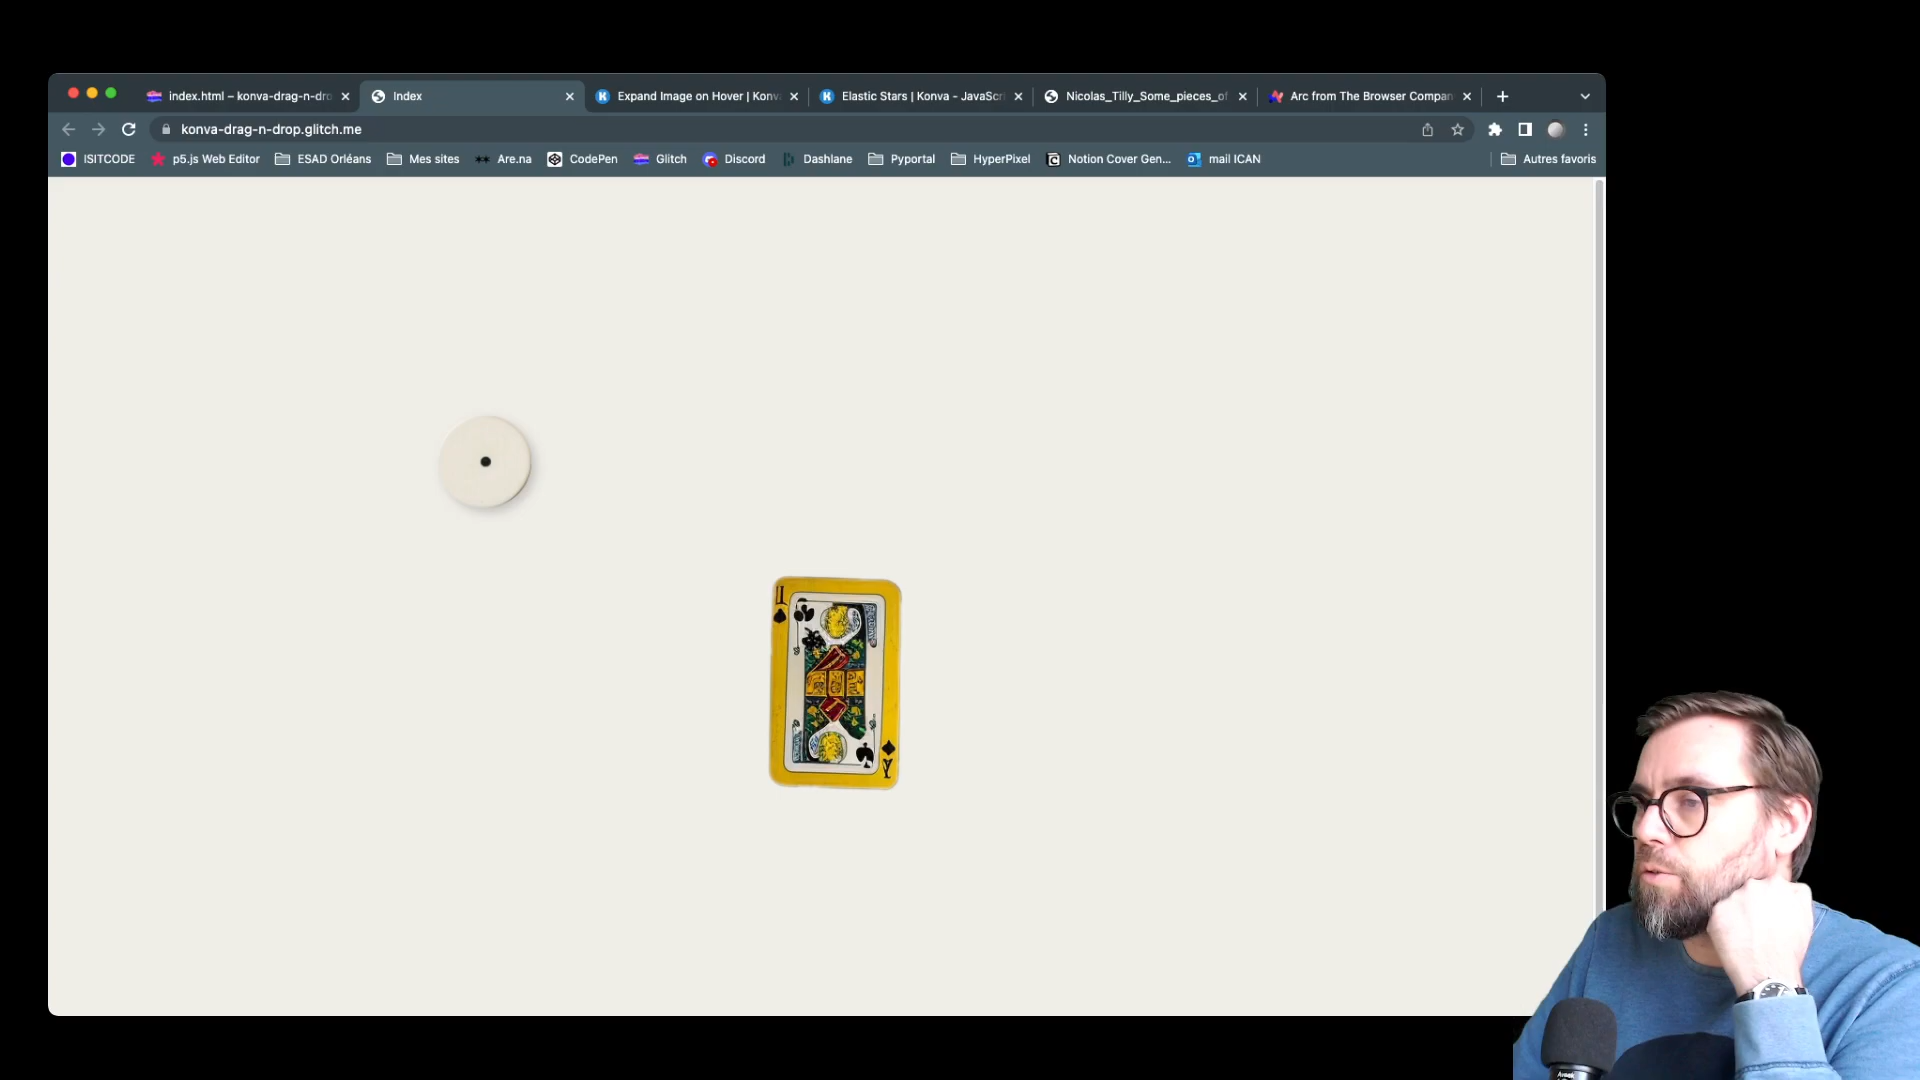 index.html – konva-drag-n-dro
Index
Expand Image on Hover | Konv
Elastic Stars | Konva - JavaScr
Nicolas_Tilly_Some_pieces_of
Arc from The Browser Compan
konva-drag-n-drop.glitch.me
ISITCODE
p5.js Web Editor
ESAD Orléans
Mes sites
Are.na
CodePen
Glitch
Discord
Dashlane
Pyportal
HyperPixel
Notion Cover Gen...
mail ICAN
Autres favoris